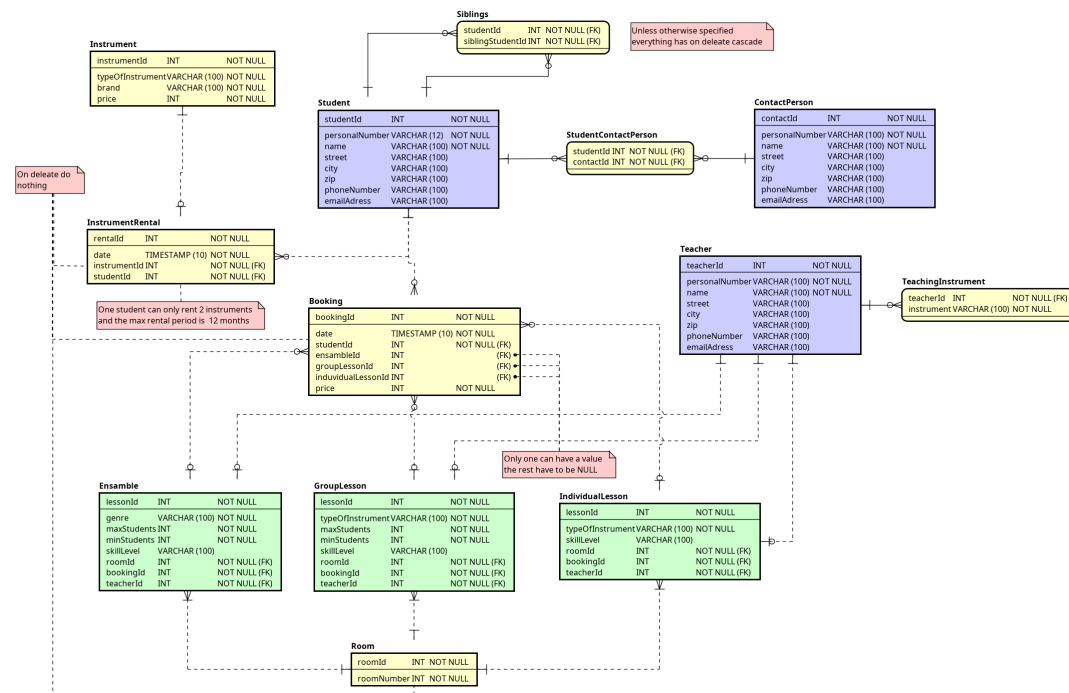 Siblings
studentId INT NOT NULL (FK)
siblingStudentId INT NOT NULL (FK)
Unless otherwise specified
everything has on deleate cascade
Instrument
instrumentId INT NOT NULL
typeOfInstrument VARCHAR (100) NOT NULL
brand VARCHAR (100) NOT NULL
price INT NOT NULL
Student
studentId INT NOT NULL
personalNumber VARCHAR (12) NOT NULL
name VARCHAR (100) NOT NULL
street VARCHAR (100)
city VARCHAR (100)
zip VARCHAR (100)
phoneNumber VARCHAR (100)
emailAdress VARCHAR (100)
StudentContactPerson
studentId INT NOT NULL (FK)
contactId INT NOT NULL (FK)
ContactPerson
contactId INT NOT NULL
personalNumber VARCHAR (100) NOT NULL
name VARCHAR (100) NOT NULL
street VARCHAR (100)
city VARCHAR (100)
zip VARCHAR (100)
phoneNumber VARCHAR (100)
emailAdress VARCHAR (100)
On deleate do
nothing
InstrumentRental
rentalId INT NOT NULL
date TIMESTAMP (10) NOT NULL
instrumentId INT NOT NULL (FK)
studentId INT NOT NULL (FK)
One student can only rent 2 instruments
and the max rental period is 12 months
Teacher
teacherId INT NOT NULL
personalNumber VARCHAR (100) NOT NULL
name VARCHAR (100) NOT NULL
street VARCHAR (100)
city VARCHAR (100)
zip VARCHAR (100)
phoneNumber VARCHAR (100)
emailAdress VARCHAR (100)
TeachingInstrument
teacherId INT NOT NULL (FK)
instrument VARCHAR (100) NOT NULL
Booking
bookingId INT NOT NULL
date TIMESTAMP (10) NOT NULL
studentId INT NOT NULL (FK)
ensambleId INT (FK)
groupLessonId INT (FK)
induvidualLessonId INT (FK)
price INT NOT NULL
Only one can have a value
the rest have to be NULL
Ensamble
lessonId INT NOT NULL
genre VARCHAR (100) NOT NULL
maxStudents INT NOT NULL
minStudents INT NOT NULL
skillLevel VARCHAR (100)
roomId INT NOT NULL (FK)
bookingId INT NOT NULL (FK)
teacherId INT NOT NULL (FK)
GroupLesson
lessonId INT NOT NULL
typeOfInstrument VARCHAR (100) NOT NULL
maxStudents INT NOT NULL
minStudents INT NOT NULL
skillLevel VARCHAR (100)
roomId INT NOT NULL (FK)
bookingId INT NOT NULL (FK)
teacherId INT NOT NULL (FK)
IndividualLesson
lessonId INT NOT NULL
typeOfInstrument VARCHAR (100) NOT NULL
skillLevel VARCHAR (100)
roomId INT NOT NULL (FK)
bookingId INT NOT NULL (FK)
teacherId INT NOT NULL (FK)
Room
roomId INT NOT NULL
roomNumber INT NOT NULL